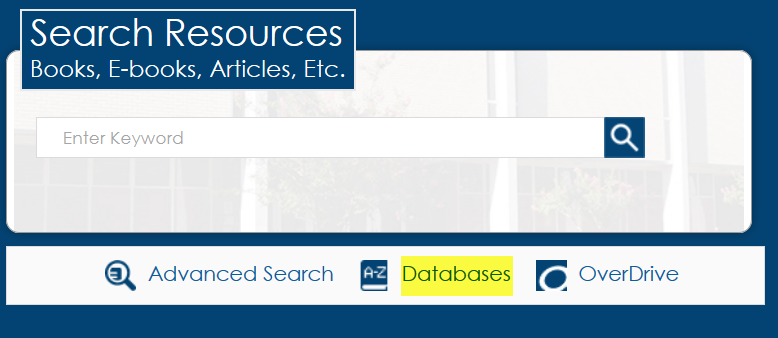 Search Resources
Books, E-books, Articles, Etc.
Enter Keyword
Advanced Search A-Z Databases OverDrive